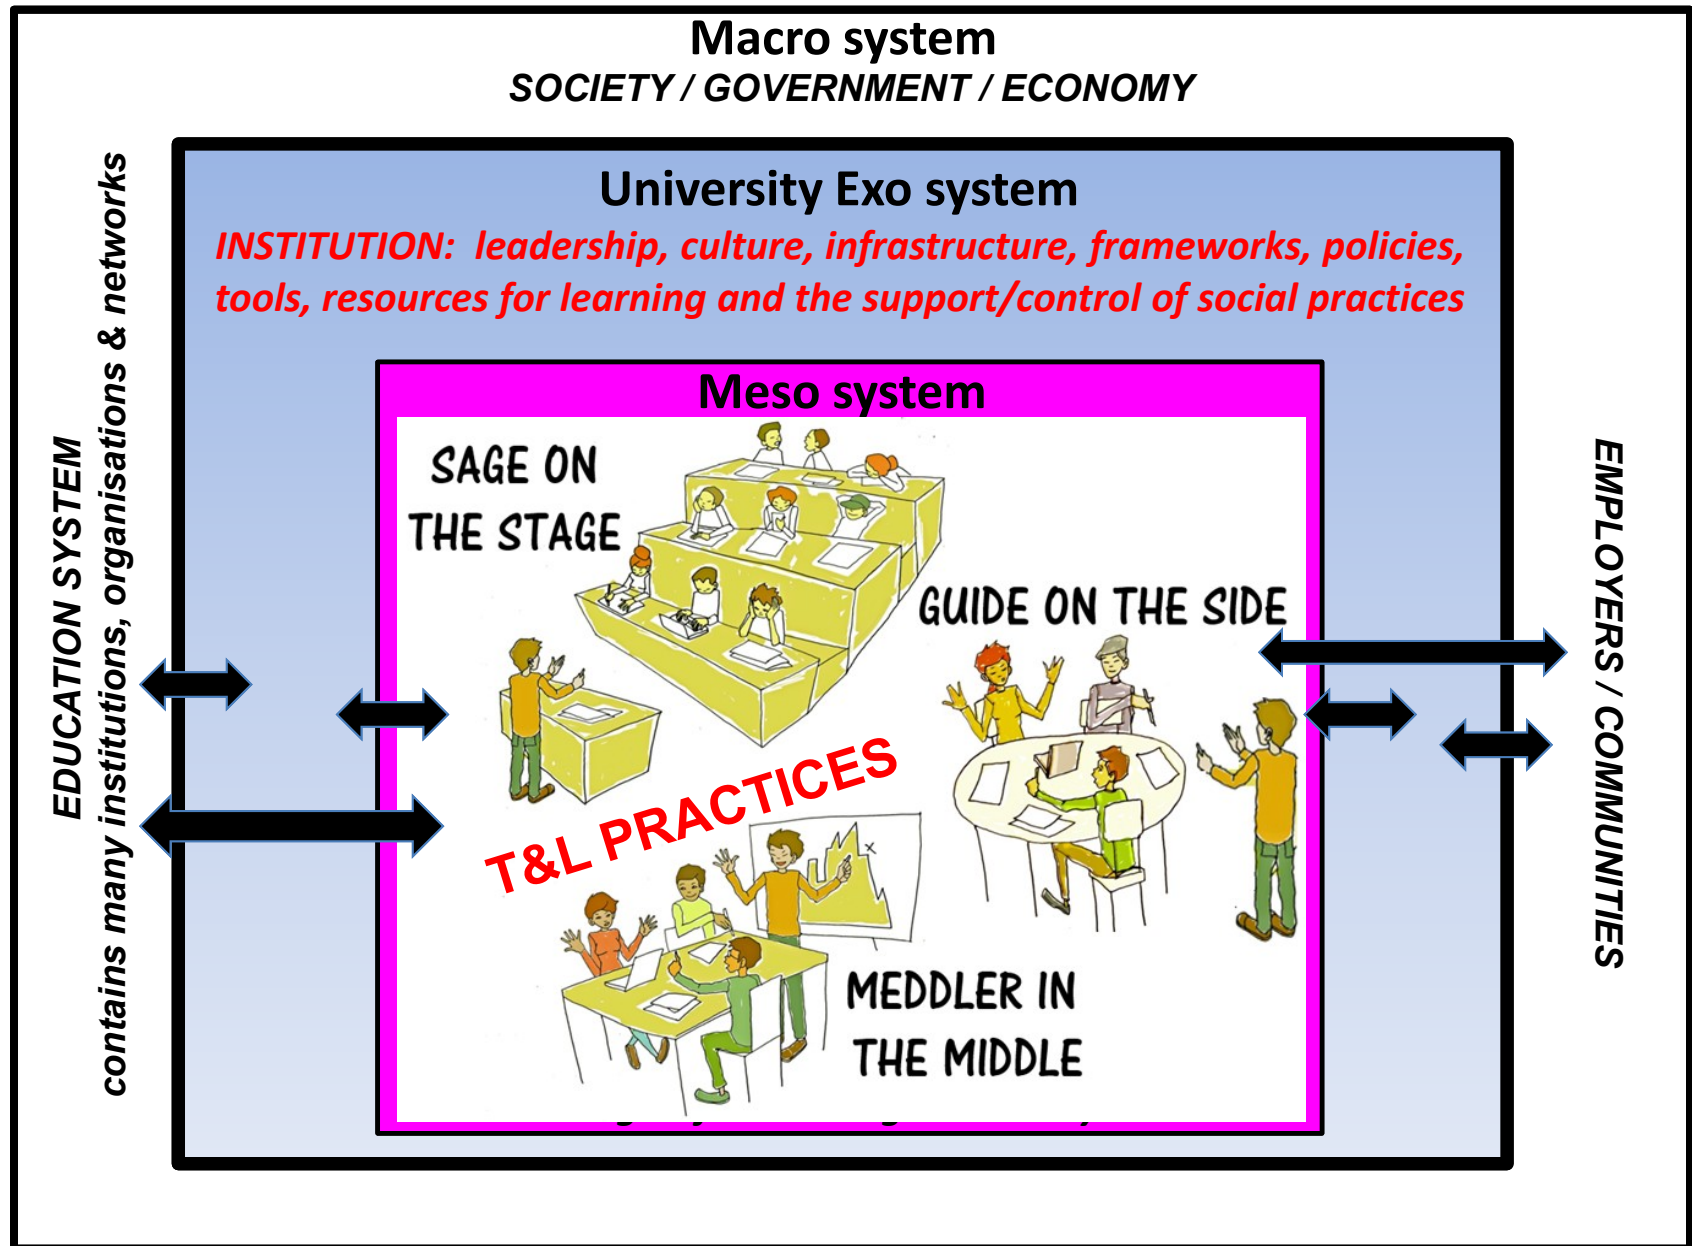 Macro system
SOCIETY / GOVERNMENT / ECONOMY
EDUCATION SYSTEM
contains many institutions, organisations & networks
University Exo system
INSTITUTION:  leadership, culture, infrastructure, frameworks, policies,
tools, resources for learning and the support/control of social practices
Meso system
SAGE ON
THE STAGE
GUIDE ON THE SIDE
T&L PRACTICES
MEDDLER IN
THE MIDDLE
EMPLOYERS / COMMUNITIES